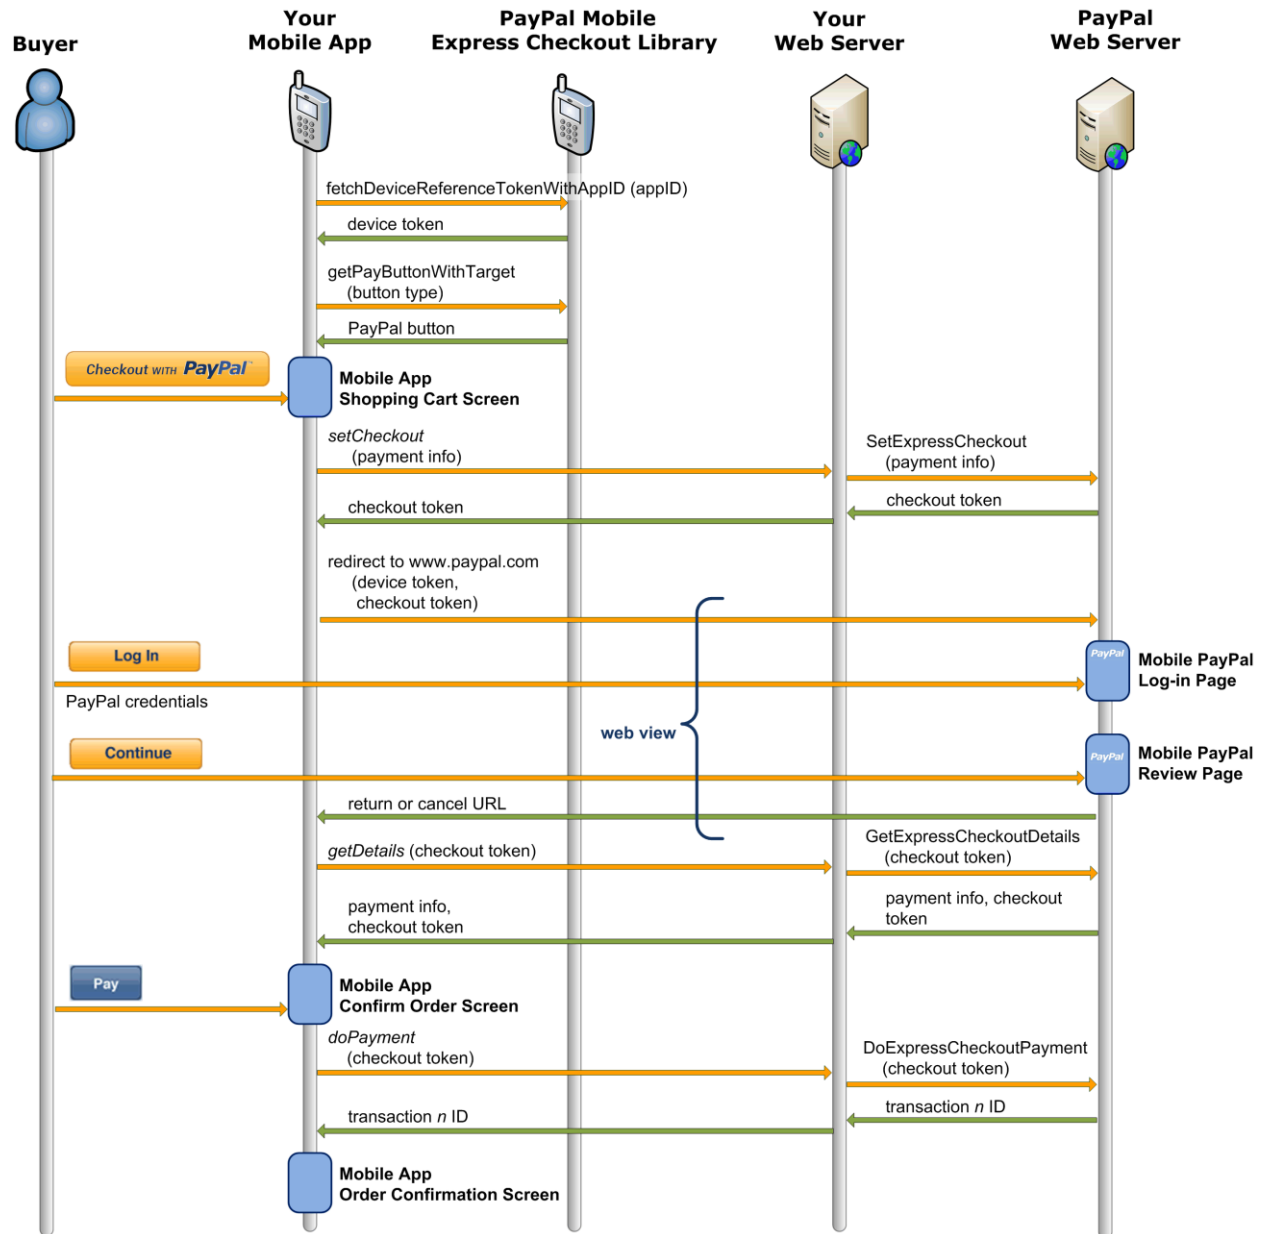 Buyer
Your
Mobile App
PayPal Mobile
Express Checkout Library
Your
Web Server
PayPal
Web Server
fetchDeviceReferenceTokenWithAppID (appID)
device token
getPayButtonWithTarget
(button type)
PayPal button
Checkout WITH PayPal™
Mobile App
Shopping Cart Screen
setCheckout
(payment info)
SetExpressCheckout
(payment info)
checkout token
checkout token
redirect to www.paypal.com
(device token,
checkout token)
Log In
PayPal credentials
PayPal
Mobile PayPal
Log-in Page
web view
Continue
PayPal
Mobile PayPal
Review Page
return or cancel URL
getDetails (checkout token)
GetExpressCheckoutDetails
(checkout token)
payment info,
checkout token
payment info, checkout
token
Pay
Mobile App
Confirm Order Screen
doPayment
(checkout token)
DoExpressCheckoutPayment
(checkout token)
transaction n ID
transaction n ID
Mobile App
Order Confirmation Screen